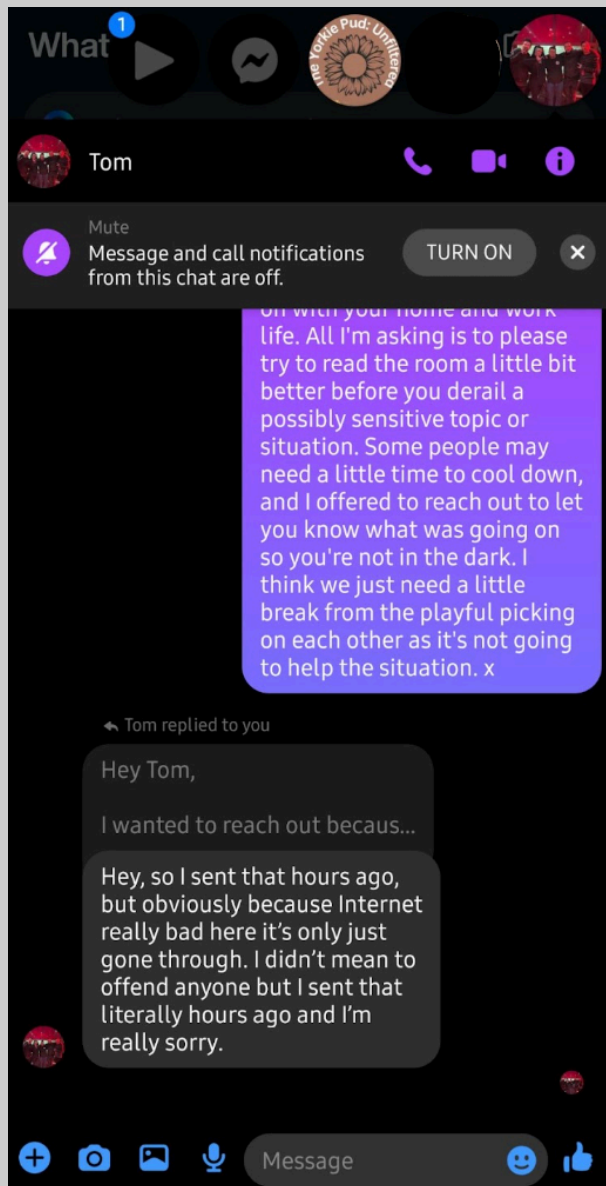 What
1
The Yorkie Pud: Unfiltered
Tom
Mute
Message and call notifications
from this chat are off.
TURN ON
on with your home and work
life. All I'm asking is to please
try to read the room a little bit
better before you derail a
possibly sensitive topic or
situation. Some people may
need a little time to cool down,
and I offered to reach out to let
you know what was going on
so you're not in the dark. I
think we just need a little
break from the playful picking
on each other as it's not going
to help the situation. x
Tom replied to you
Hey Tom,
I wanted to reach out becaus...
Hey, so I sent that hours ago,
but obviously because Internet
really bad here it’s only just
gone through. I didn’t mean to
offend anyone but I sent that
literally hours ago and I’m
really sorry.
Message